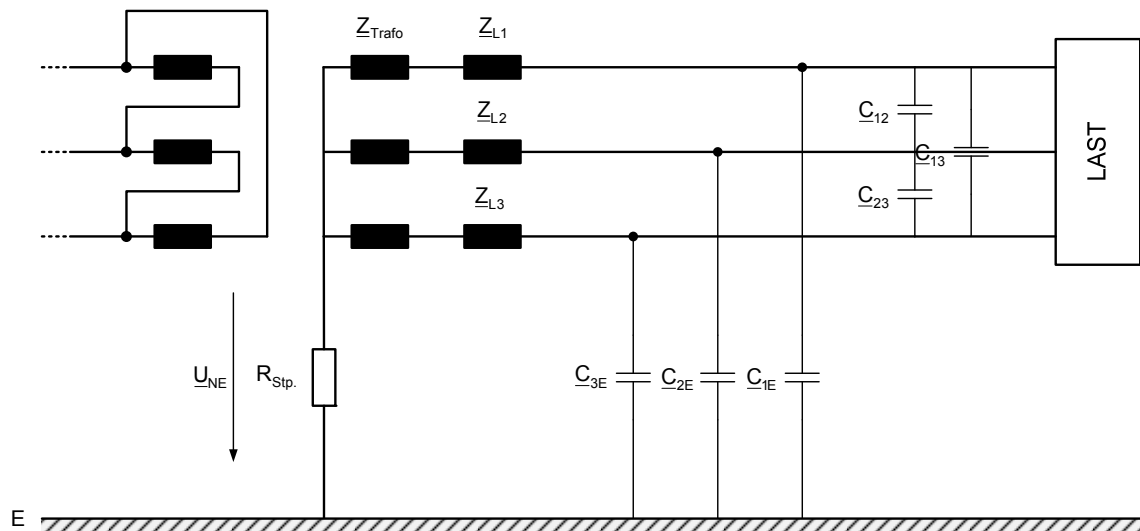 Z_Trafo
Z_L1
Z_L2
C_12
C_13
LAST
Z_L3
C_23
U_NE
R_Stp.
C_3E
C_2E
C_1E
E